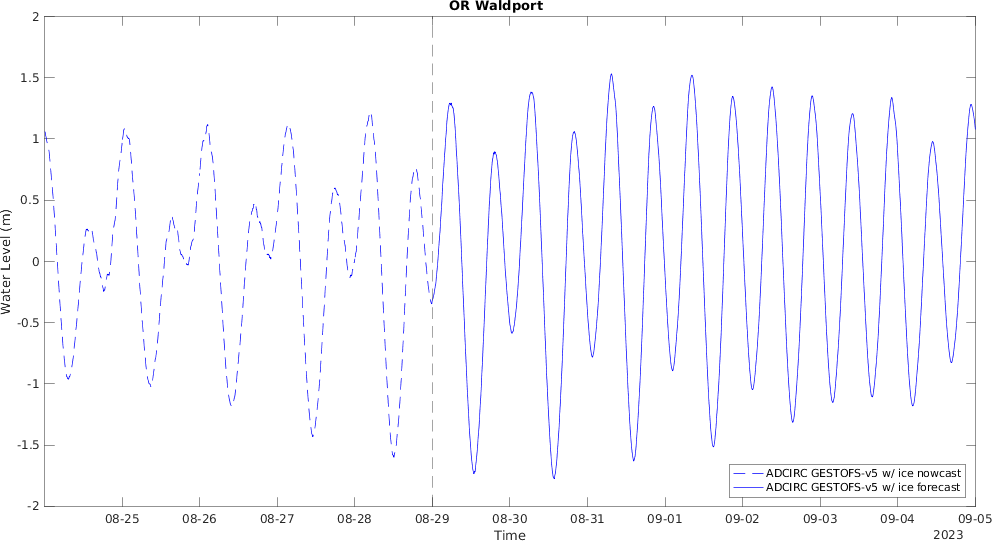 OR Waldport
2
1.5
1
0.5
0
-0.5
-1
-1.5
-2
Water Level (m)
ADCIRC GESTOFS-v5 w/ ice nowcast
ADCIRC GESTOFS-v5 w/ ice forecast
08-25 08-26 08-27 08-28 08-29 08-30 08-31 09-01 09-02 09-03 09-04 09-05
Time
2023